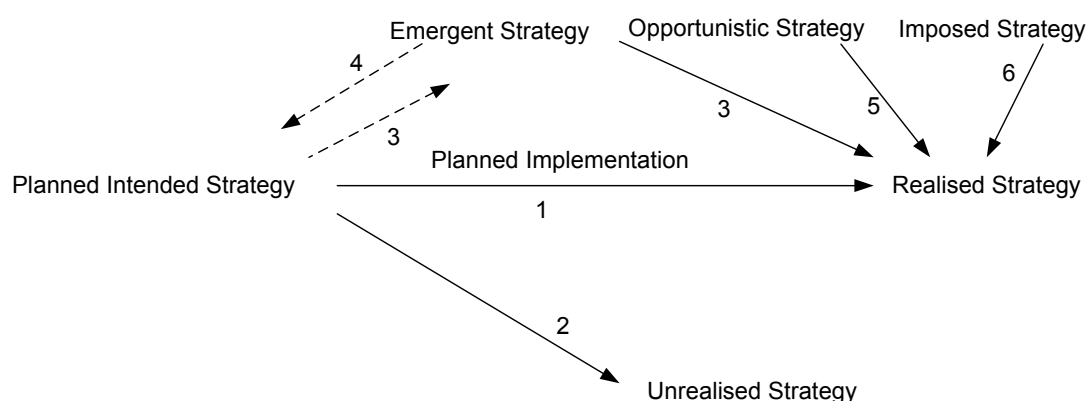 Emergent Strategy
Opportunistic Strategy
Imposed Strategy
4
3
3
5
6
Planned Implementation
Planned Intended Strategy
Realised Strategy
1
2
Unrealised Strategy